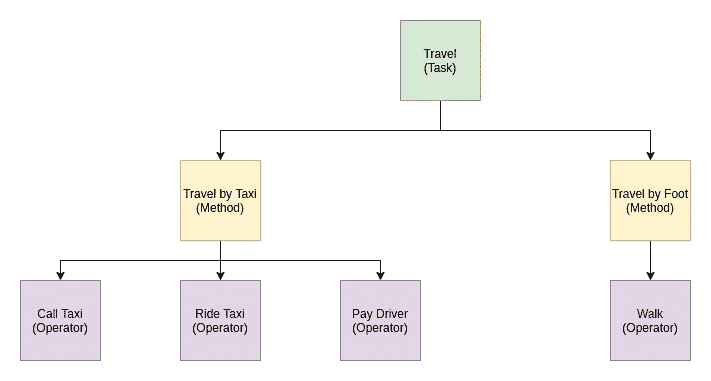 Travel
(Task)
Travel by Taxi
(Method)
Travel by Foot
(Method)
Call Taxi
(Operator)
Ride Taxi
(Operator)
Pay Driver
(Operator)
Walk
(Operator)